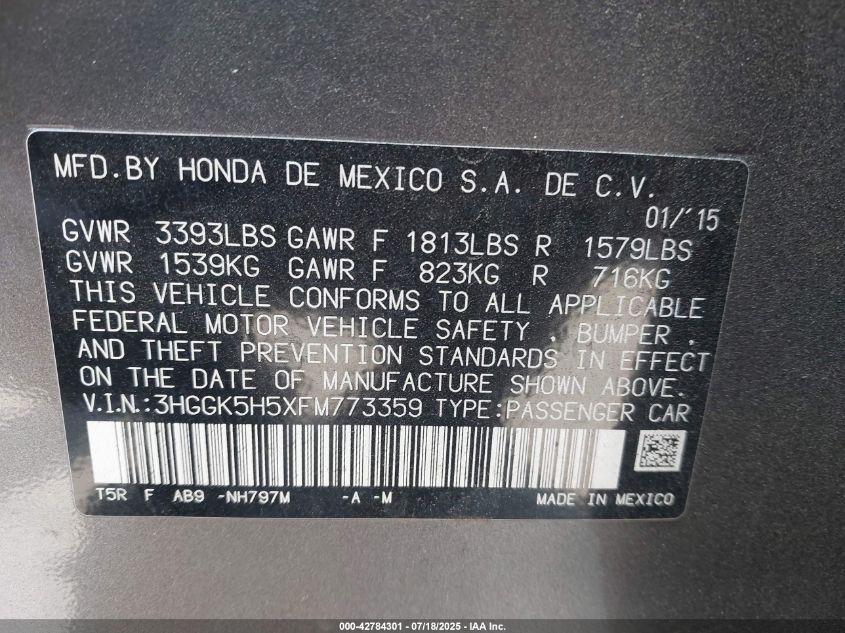 MFD.BY HONDA DE MEXICO S.A. DE C.V.
01/'15
GVWR 3393LBS GAWR F 1813LBS R 1579LBS
GVWR 1539KG GAWR F 823KG R 716KG
THIS VEHICLE CONFORMS TO ALL APPLICABLE
FEDERAL MOTOR VEHICLE SAFETY , BUMPER ,
AND THEFT PREVENTION STANDARDS IN EFFECT
ON THE DATE OF MANUFACTURE SHOWN ABOVE.
V.I.N.:3HGGK5H5XFM773359 TYPE:PASSENGER CAR
T5R F AB9 -NH797M -A -M MADE IN MEXICO
000-42784301 - 07/18/2025 - IAA Inc.